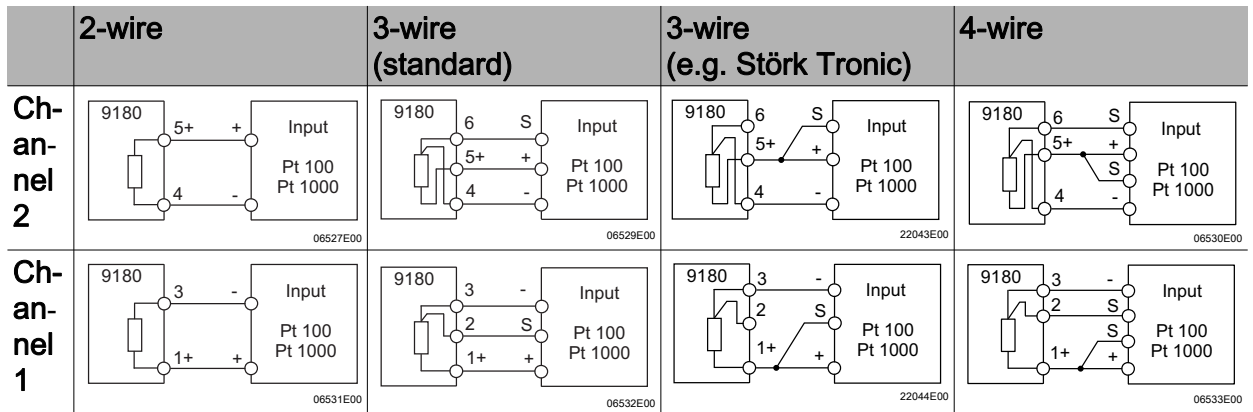 2-wire
3-wire
(standard)
3-wire
(e.g. Störk Tronic)
4-wire
Ch-
an-
nel
2
9180
5+ +
4 -
Input
Pt 100
Pt 1000
06527E00
9180
6 S
5+ +
4 -
Input
Pt 100
Pt 1000
06529E00
9180
6 S
5+ +
4 -
Input
Pt 100
Pt 1000
22043E00
9180
6 S
5+ +
S
4 -
Input
Pt 100
Pt 1000
06530E00
Ch-
an-
nel
1
9180
3 -
1+ +
Input
Pt 100
Pt 1000
06531E00
9180
3 -
2 S
1+ +
Input
Pt 100
Pt 1000
06532E00
9180
3 -
2 S
1+ +
Input
Pt 100
Pt 1000
22044E00
9180
3 -
2 S
S
1+ +
Input
Pt 100
Pt 1000
06533E00